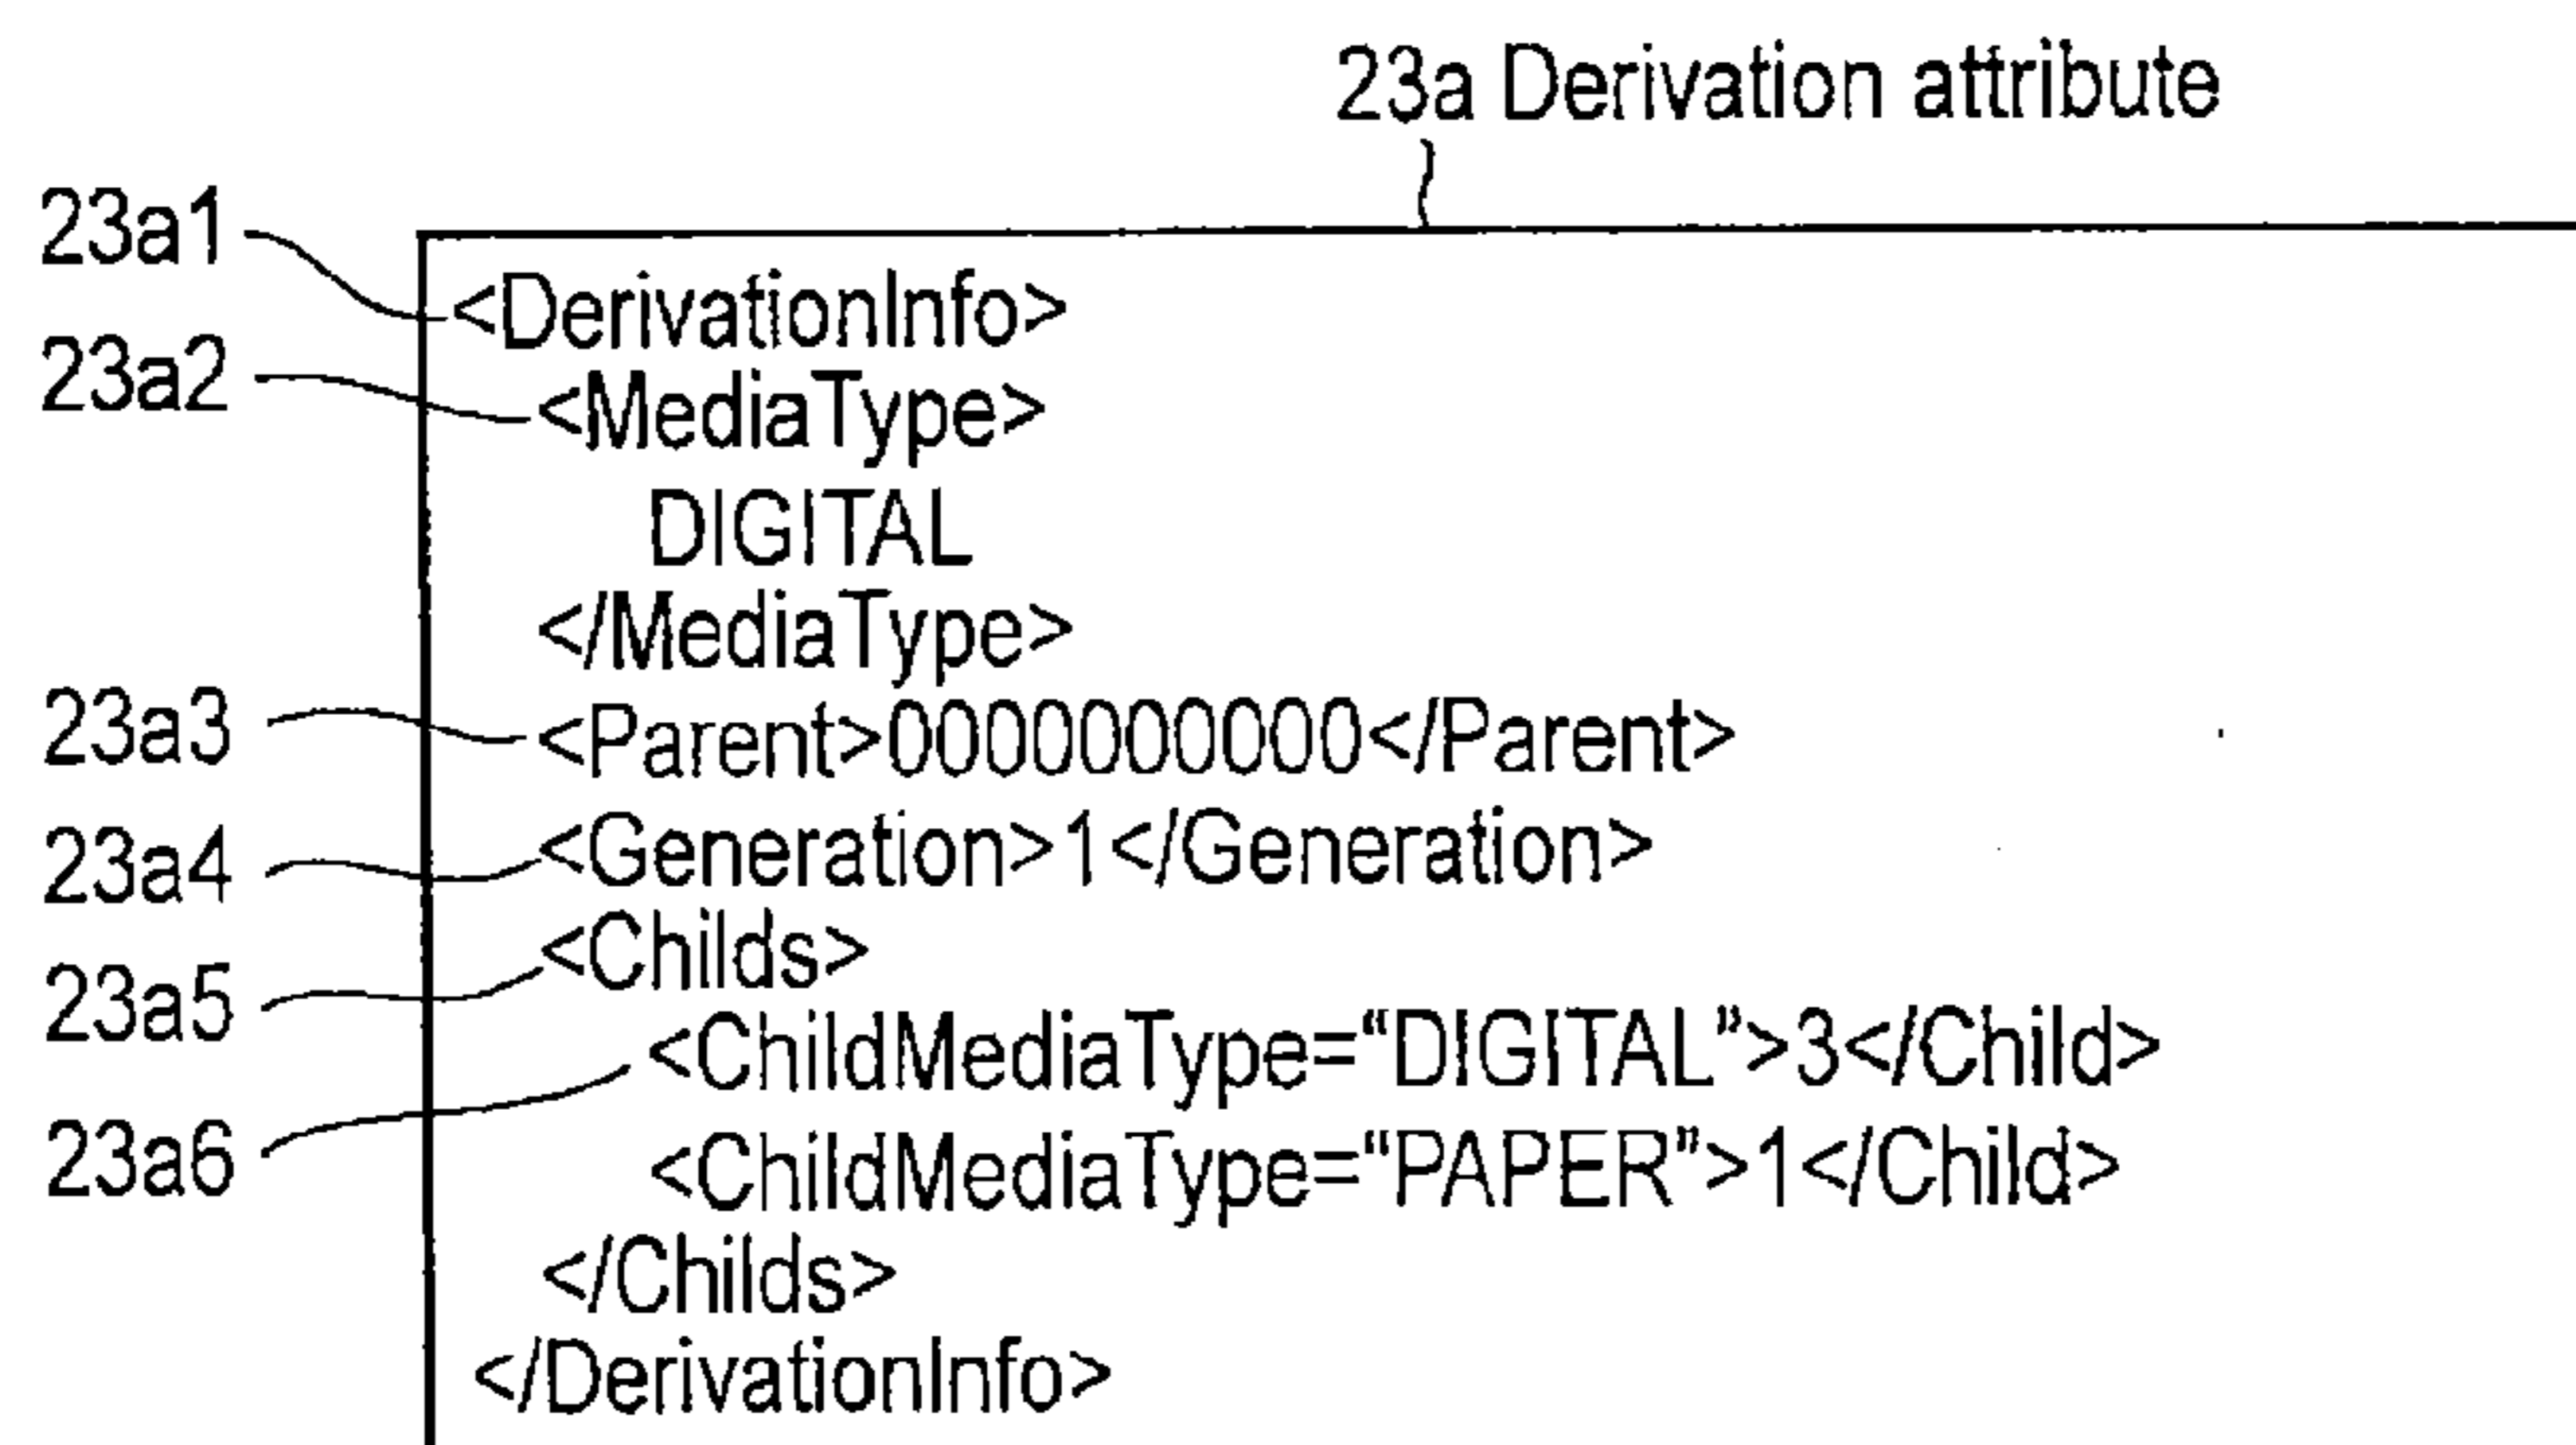 23a Derivation attribute
23a1
<DerivationInfo>
23a2
<MediaType>
DIGITAL
</MediaType>
23a3
<Parent>0000000000</Parent>
23a4
<Generation>1</Generation>
23a5
<Childs>
23a6
<ChildMediaType=“DIGITAL”>3</Child>
<ChildMediaType=“PAPER”>1</Child>
</Childs>
</DerivationInfo>